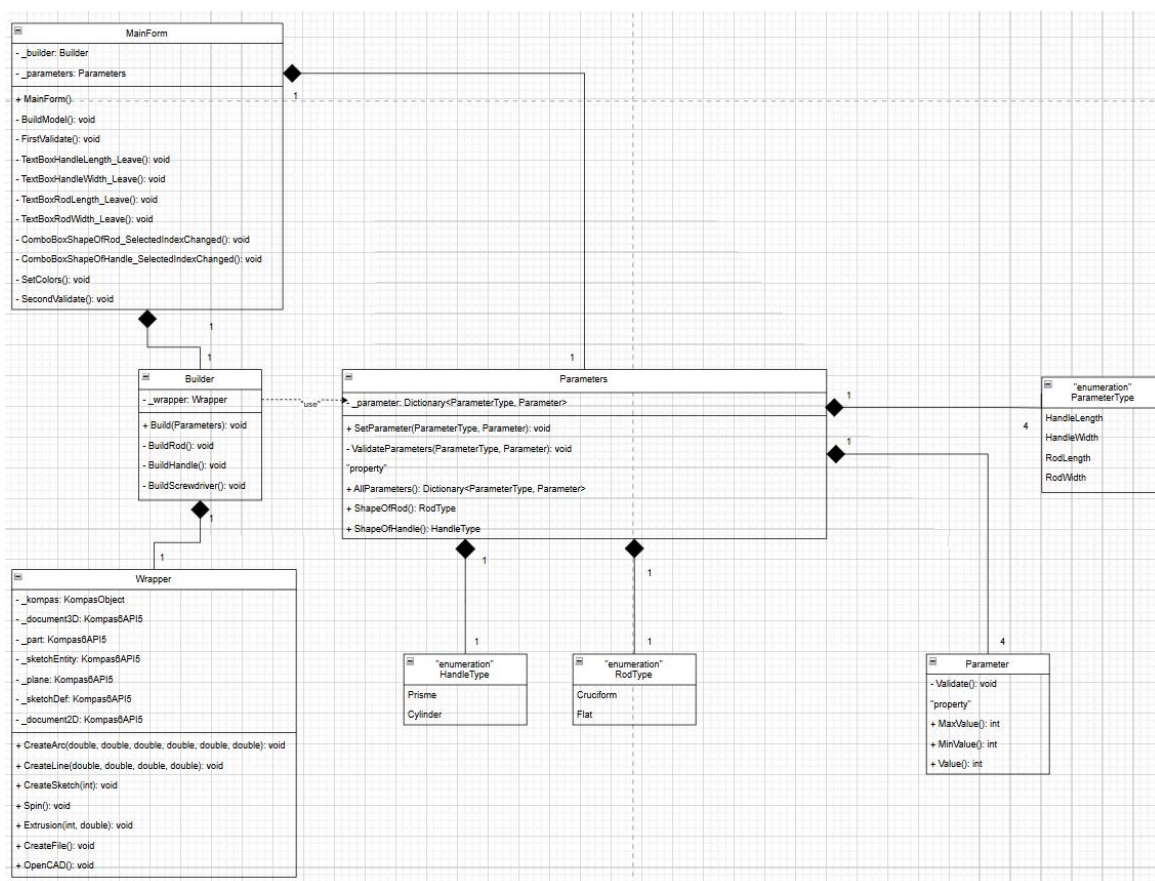 MainForm
- _builder: Builder
- _parameters: Parameters
+ MainForm()
- BuildModel(): void
- FirstValidate(): void
- TextBoxHandleLength_Leave(): void
- TextBoxHandleWidth_Leave(): void
- TextBoxRodLength_Leave(): void
- TextBoxRodWidth_Leave(): void
- ComboBoxShapeOfRod_SelectedIndexChanged(): void
- ComboBoxShapeOfHandle_SelectedIndexChanged(): void
- SetColors(): void
- SecondValidate(): void
1
1
1
1
Builder
- _wrapper: Wrapper
+ Build(Parameters): void
- BuildRod(): void
- BuildHandle(): void
- BuildScrewdriver(): void
"use"
1
1
Parameters
- _parameter: Dictionary<ParameterType, Parameter>
+ SetParameter(ParameterType, Parameter): void
- ValidateParameters(ParameterType, Parameter): void
"property"
+ AllParameters(): Dictionary<ParameterType, Parameter>
+ ShapeOfRod(): RodType
+ ShapeOfHandle(): HandleType
1
4
1
4
1
1
1
1
"enumeration"
ParameterType
HandleLength
HandleWidth
RodLength
RodWidth
Wrapper
- _kompas: KompasObject
- _document3D: Kompas6API5
- _part: Kompas6API5
- _sketchEntity: Kompas6API5
- _plane: Kompas6API5
- _sketchDef: Kompas6API5
- _document2D: Kompas6API5
+ CreateArc(double, double, double, double, double, double): void
+ CreateLine(double, double, double, double): void
+ CreateSketch(int): void
+ Spin(): void
+ Extrusion(int, double): void
+ CreateFile(): void
+ OpenCAD(): void
"enumeration"
HandleType
Prisme
Cylinder
"enumeration"
RodType
Cruciform
Flat
Parameter
- Validate(): void
"property"
+ MaxValue(): int
+ MinValue(): int
+ Value(): int